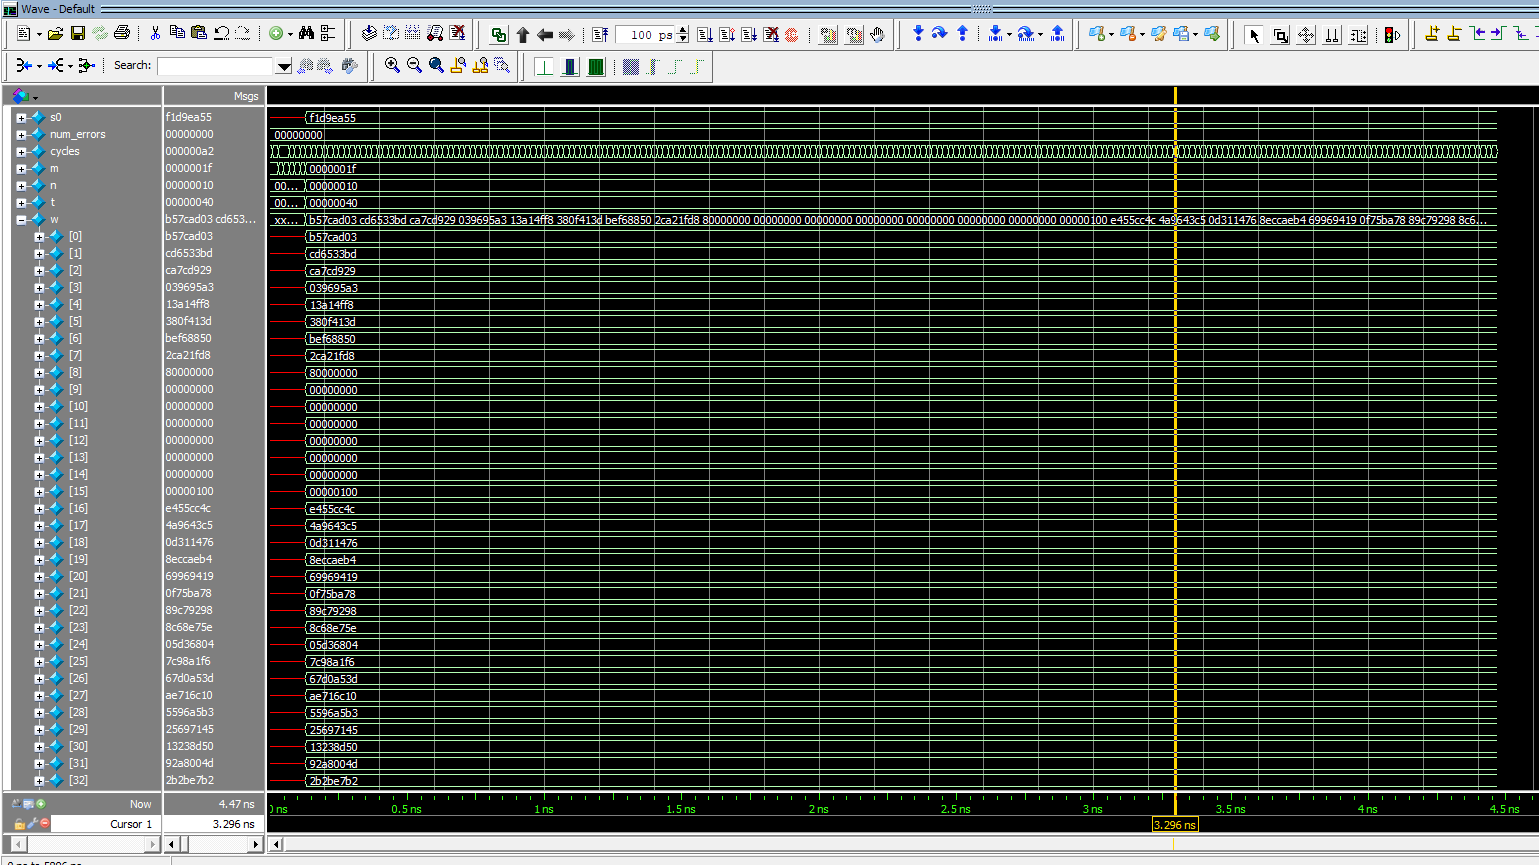 Wave - Default
100 ps
Search:
Msgs
s0 f1d9ea55 f1d9ea55
num_errors 00000000 00000000
cycles 000000a2
m 0000001f 0000001f
n 00000010 00... 00000010
t 00000040 00... 00000040
w b57cad03 cd653... xx... b57cad03 cd6533bd ca7cd929 039695a3 13a14ff8 380f413d bef68850 2ca21fd8 80000000 00000000 00000000 00000000 00000000 00000000 00000000 00000100 e455cc4c 4a9643c5 0d311476 8eccaeb4 69969419 0f75ba78 89c79298 8c6...
[0] b57cad03 b57cad03
[1] cd6533bd cd6533bd
[2] ca7cd929 ca7cd929
[3] 039695a3 039695a3
[4] 13a14ff8 13a14ff8
[5] 380f413d 380f413d
[6] bef68850 bef68850
[7] 2ca21fd8 2ca21fd8
[8] 80000000 80000000
[9] 00000000 00000000
[10] 00000000 00000000
[11] 00000000 00000000
[12] 00000000 00000000
[13] 00000000 00000000
[14] 00000000 00000000
[15] 00000100 00000100
[16] e455cc4c e455cc4c
[17] 4a9643c5 4a9643c5
[18] 0d311476 0d311476
[19] 8eccaeb4 8eccaeb4
[20] 69969419 69969419
[21] 0f75ba78 0f75ba78
[22] 89c79298 89c79298
[23] 8c68e75e 8c68e75e
[24] 05d36804 05d36804
[25] 7c98a1f6 7c98a1f6
[26] 67d0a53d 67d0a53d
[27] ae716c10 ae716c10
[28] 5596a5b3 5596a5b3
[29] 25697145 25697145
[30] 13238d50 13238d50
[31] 92a8004d 92a8004d
[32] 2b2be7b2 2b2be7b2
Now 4.47 ns ns 0.5 ns 1 ns 1.5 ns 2 ns 2.5 ns 3 ns 3.5 ns 4 ns 4.5 ns
Cursor 1 3.296 ns 3.296 ns